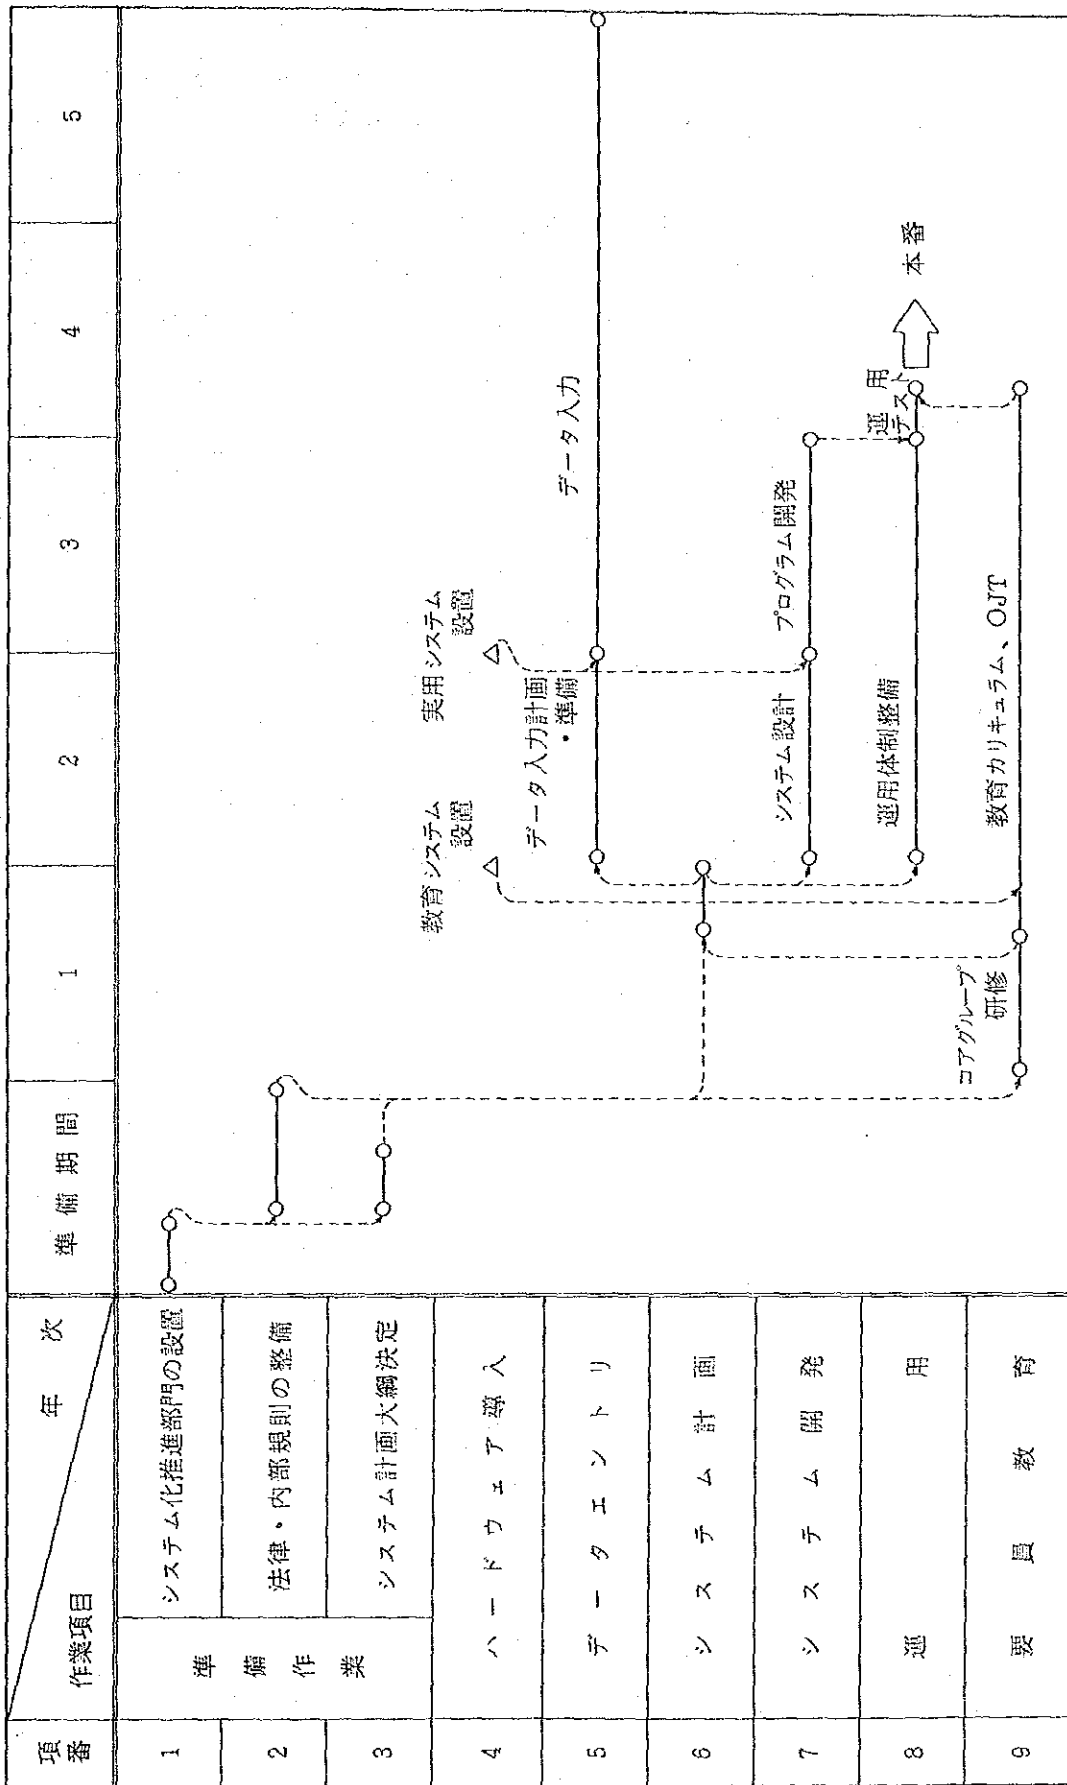 項番
作業項目
年次
準備期間
1
2
3
4
5
1
準備作業
システム化推進部門の設置
2
法律・内部規則の整備
3
システム計画大綱決定
4
ハードウェア導入
教育システム
設置
実用システム
設置
5
データエントリ
データ入力計画
・準備
データ入力
6
システム計画
7
システム開発
システム設計
プログラム開発
8
運用
運用体制整備
運用
テスト
本番
9
要員教育
コアグループ
研修
教育カリキュラム、OJT